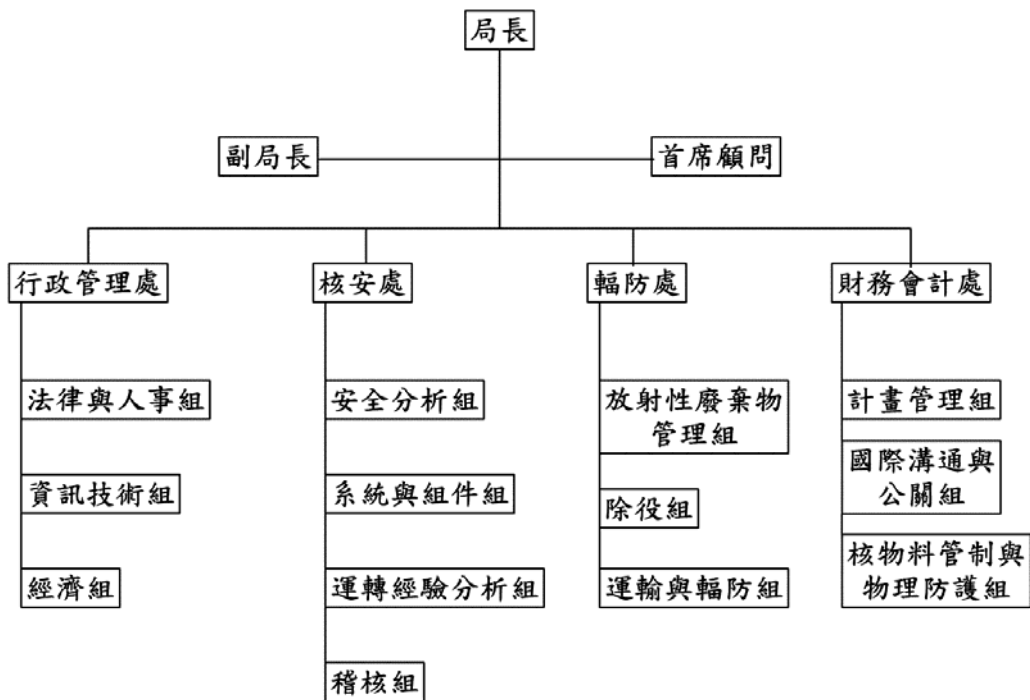 局長
副局長
首席顧問
行政管理處
核安處
輻防處
財務會計處
法律與人事組
資訊技術組
經濟組
安全分析組
系統與組件組
運轉經驗分析組
稽核組
放射性廢棄物
管理組
除役組
運輸與輻防組
計畫管理組
國際溝通與
公關組
核物料管制與
物理防護組